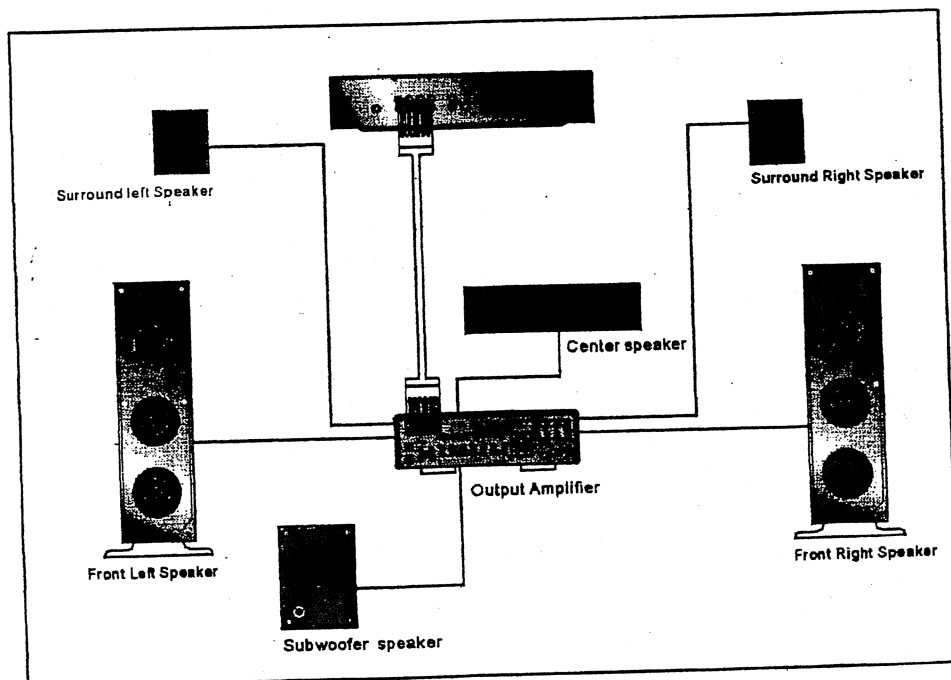 Surround left Speaker
Surround Right Speaker
Center speaker
Output Amplifier
Front Left Speaker
Front Right Speaker
Subwoofer speaker